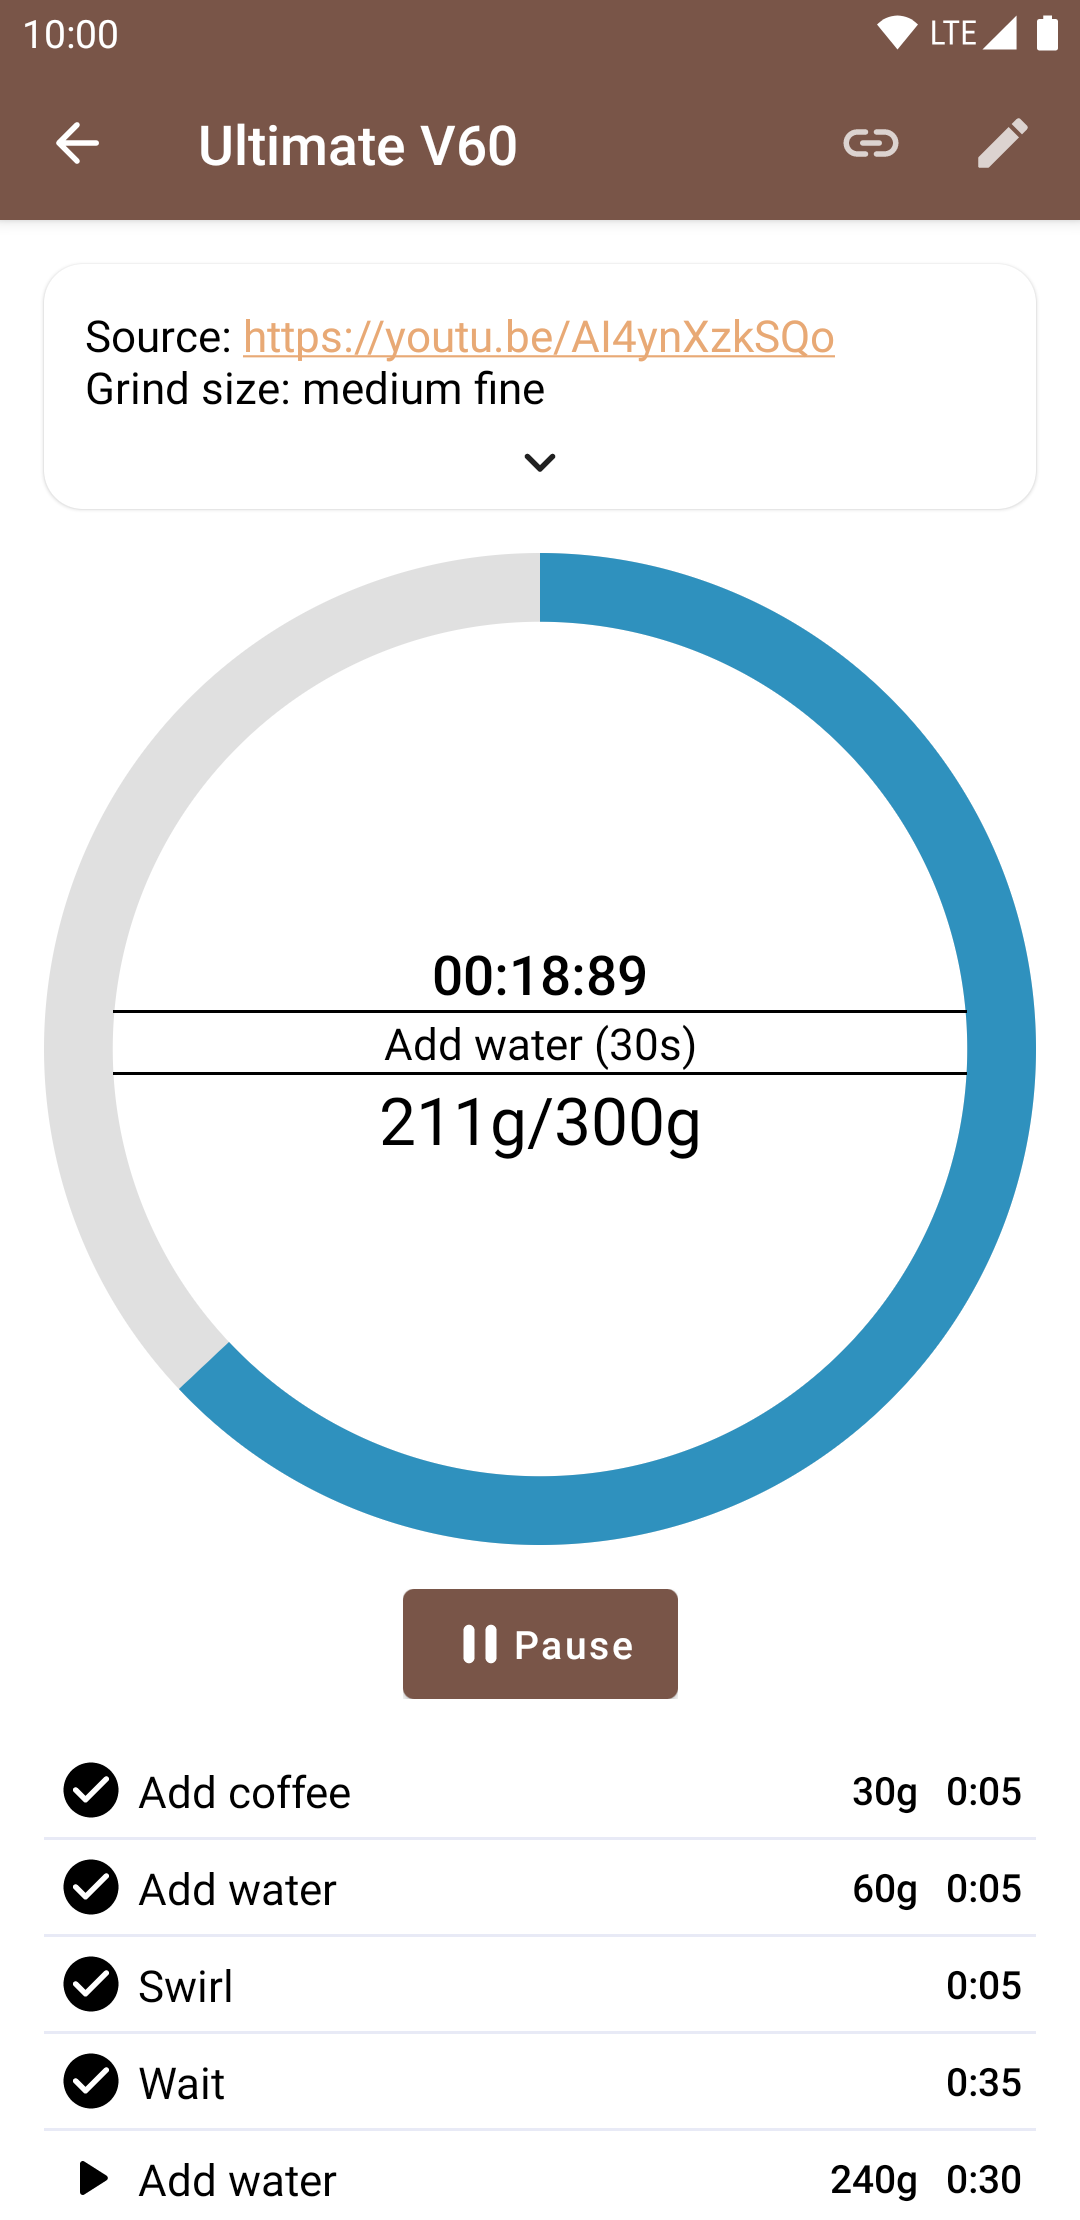 10:00 LTE
Ultimate V60
Source: https://youtu.be/AI4ynXzkSQo
Grind size: medium fine
00:18:89
Add water (30s)
211g/300g
Pause
Add coffee 30g 0:05
Add water 60g 0:05
Swirl 0:05
Wait 0:35
Add water 240g 0:30